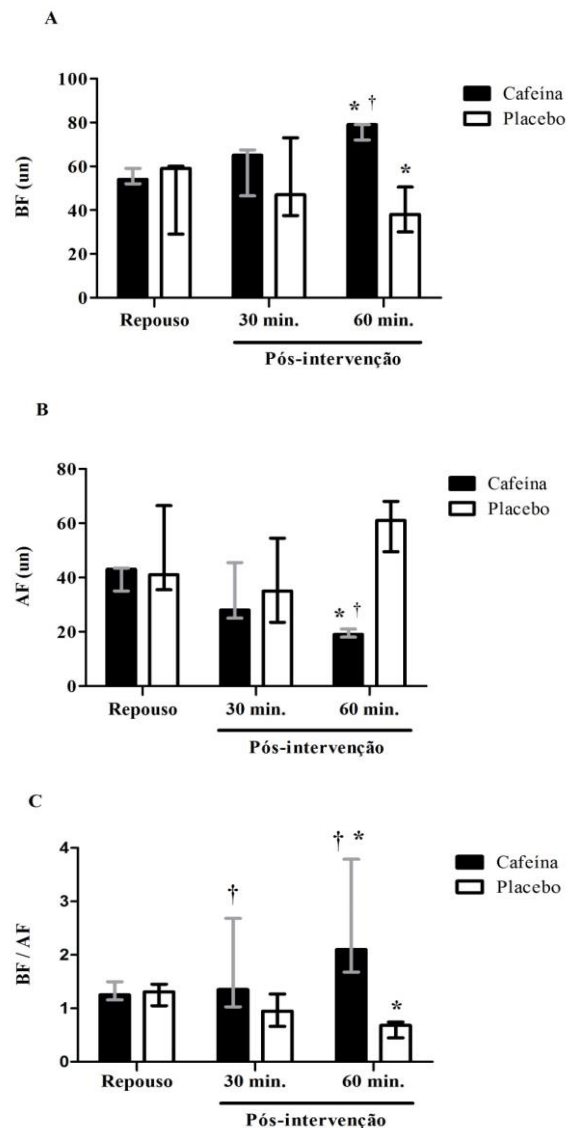 A
100
80
60
40
20
0
BF (un)
* †
*
Cafeína
Placebo
Repouso 30 min. 60 min.
Pós-intervenção
B
80
60
40
20
0
AF (un)
* †
Cafeína
Placebo
Repouso 30 min. 60 min.
Pós-intervenção
C
4
3
2
1
0
BF / AF
†
† *
*
Cafeína
Placebo
Repouso 30 min. 60 min.
Pós-intervenção